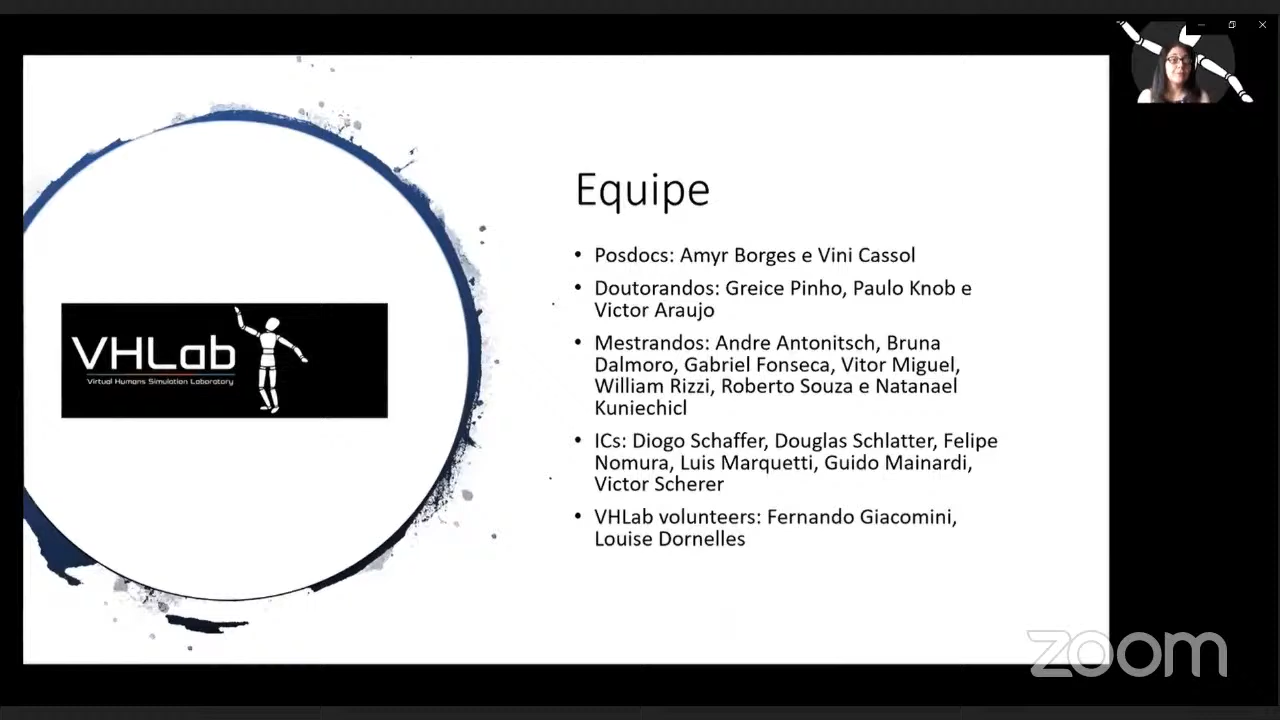 Equipe
• Posdocs: Amyr Borges e Vini Cassol
• Doutorandos: Greice Pinho, Paulo Knob e
Victor Araujo
• Mestrandos: Andre Antonitsch, Bruna
Dalmoro, Gabriel Fonseca, Vitor Miguel,
William Rizzi, Roberto Souza e Natanael
Kuniechicl
• ICs: Diogo Schaffer, Douglas Schlatter, Felipe
Nomura, Luis Marquetti, Guido Mainardi,
Victor Scherer
• VHLab volunteers: Fernando Giacomini,
Louise Dornelles
VHLab
Virtual Humans Simulation Laboratory
zoom